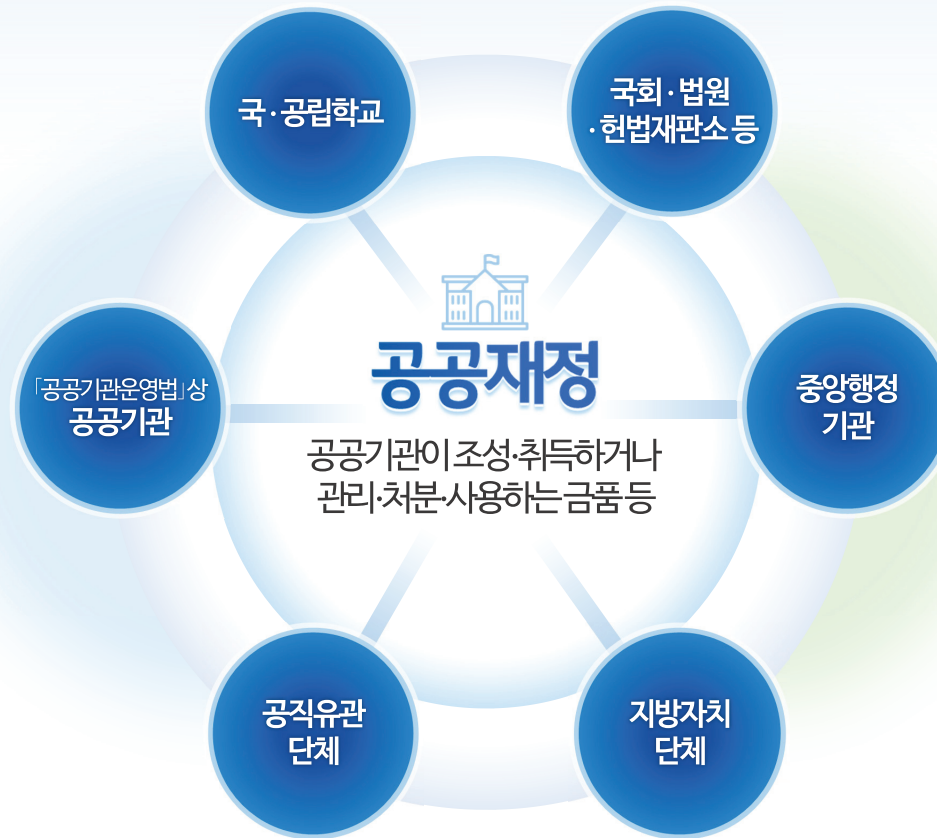 국·공립학교
국회·법원
·헌법재판소 등
공공재정
공공기관이 조성·취득하거나
관리·처분·사용하는 금품 등
「공공기관운영법」상
공공기관
중앙행정
기관
공직유관
단체
지방자치
단체